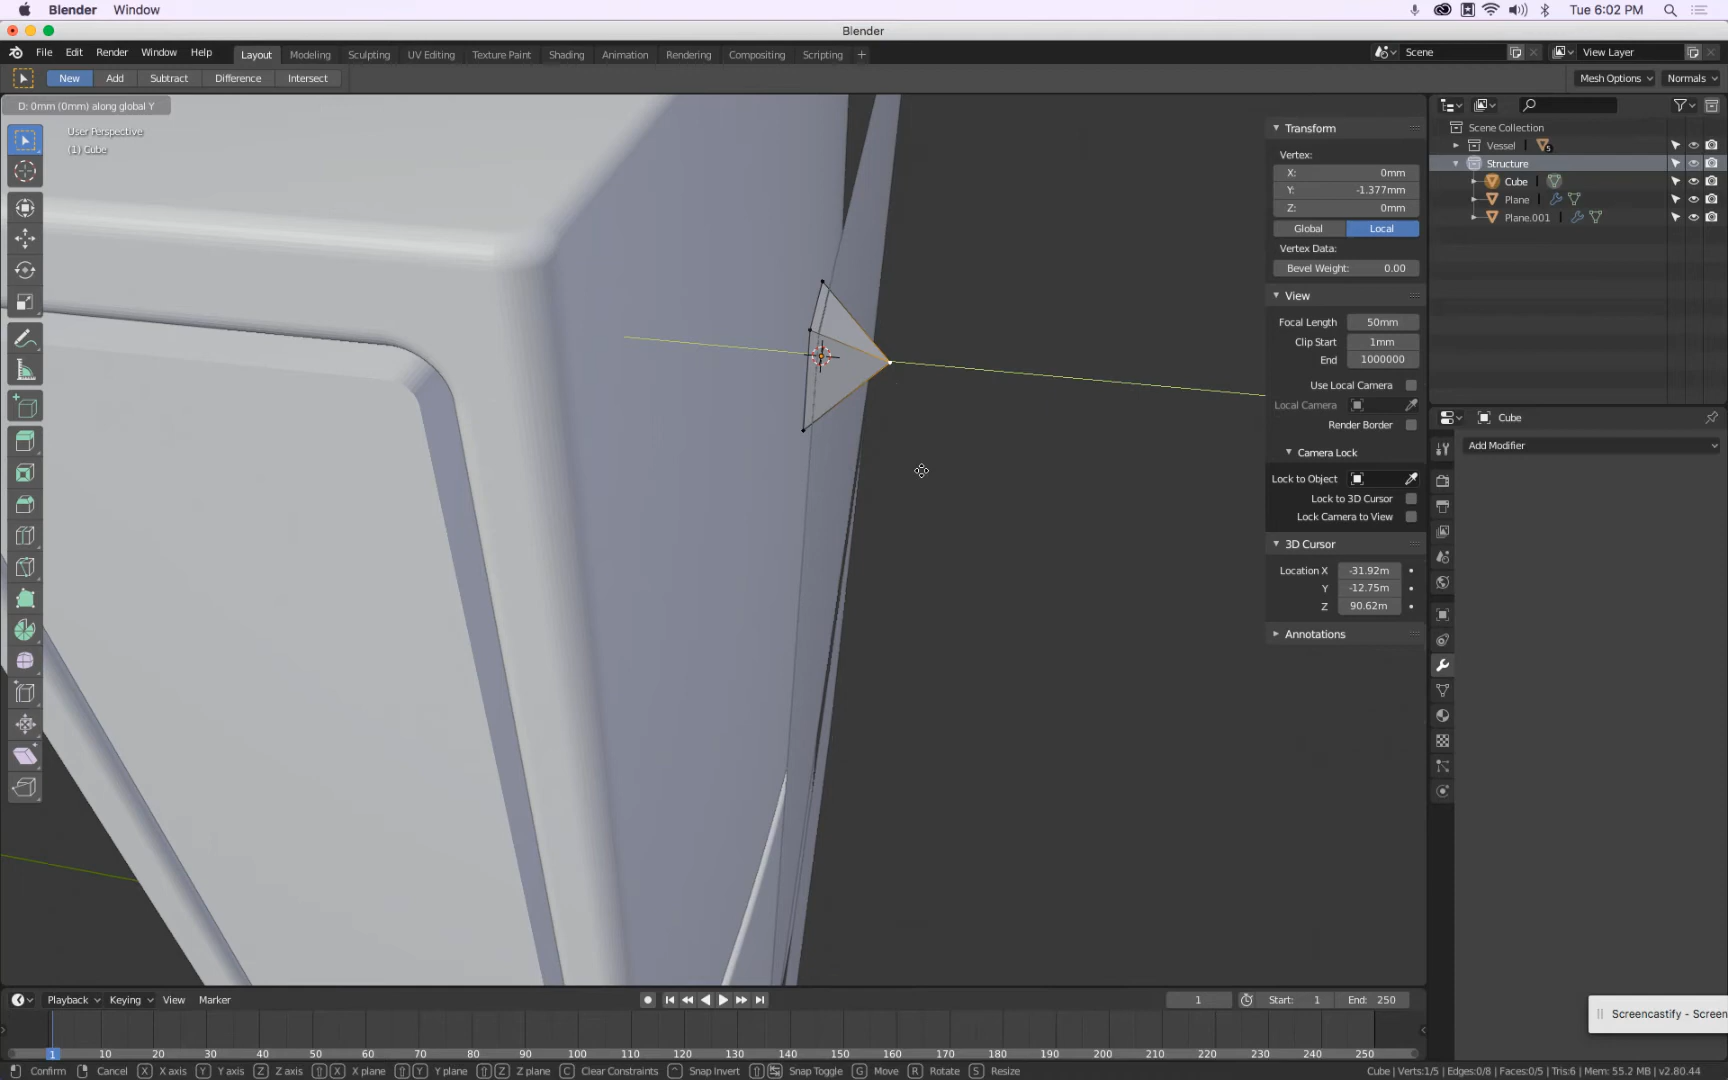 Blender Window Tue 6:02 PM
Blender
File Edit Render Window Help Layout Modeling Sculpting UV Editing Texture Paint Shading Animation Rendering Compositing Scripting + Scene View Layer
New Add Subtract Difference Intersect Mesh Options Normals
D: 0mm (0mm) along global Y
User Perspective
(1) Cube
Transform
Vertex:
X: 0mm
Y: -1.377mm
Z: 0mm
Global Local
Vertex Data:
Bevel Weight: 0.00
View
Focal Length 50mm
Clip Start 1mm
End 1000000
Use Local Camera
Local Camera
Render Border
Camera Lock
Lock to Object
Lock to 3D Cursor
Lock Camera to View
3D Cursor
Location X -31.92m
Y -12.75m
Z 90.62m
Annotations
Scene Collection
Vessel 5
Structure
Cube
Plane
Plane.001
Cube
Add Modifier
Playback Keying View Marker 1 Start: 1 End: 250
1 10 20 30 40 50 60 70 80 90 100 110 120 130 140 150 160 170 180 190 200 210 220 230 240 250
Screencastify - Screen
Confirm Cancel X X axis Y Y axis Z Z axis X X plane Y Y plane Z Z plane C Clear Constraints Snap Invert Snap Toggle G Move R Rotate S Resize Cube | Verts:1/5 | Edges:0/8 | Faces:0/5 | Tris:6 | Mem: 55.2 MB | v2.80.44